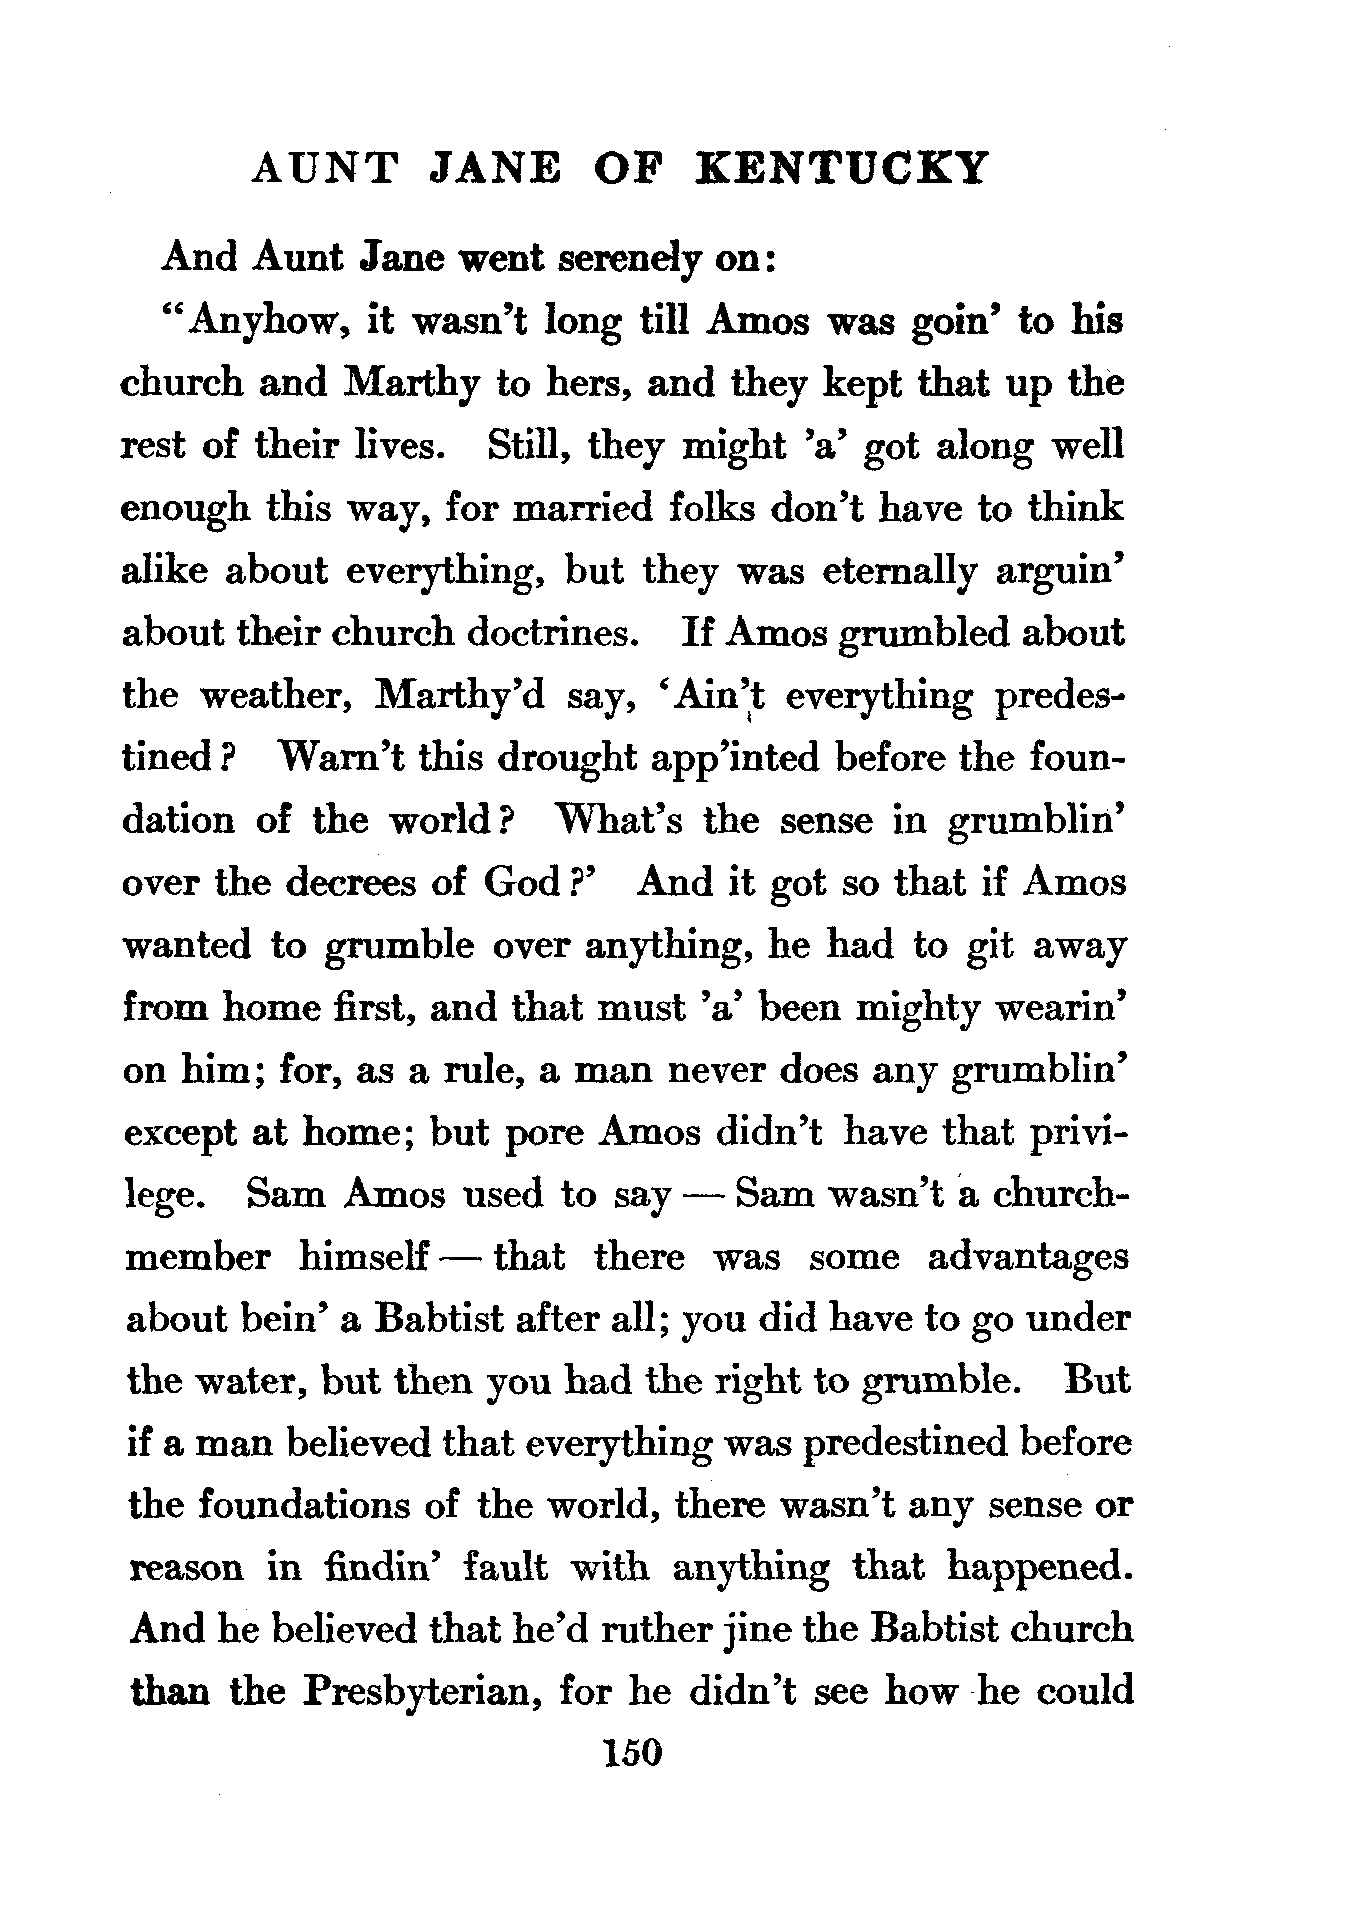 AUNT JANE OF KENTUCKY
And Aunt Jane went serenely on:
“Anyhow, it wasn’t long till Amos was goin’ to his
church and Marthy to hers, and they kept that up the
rest of their lives. Still, they might ’a’ got along well
enough this way, for married folks don’t have to think
alike about everything, but they was eternally arguin’
about their church doctrines. If Amos grumbled about
the weather, Marthy’d say, ‘Ain’t everything predes-
tined? Warn’t this drought app’inted before the foun-
dation of the world? What’s the sense in grumblin’
over the decrees of God?’ And it got so that if Amos
wanted to grumble over anything, he had to git away
from home first, and that must ’a’ been mighty wearin’
on him; for, as a rule, a man never does any grumblin’
except at home; but pore Amos didn’t have that privi-
lege. Sam Amos used to say — Sam wasn’t a church-
member himself — that there was some advantages
about bein’ a Babtist after all; you did have to go under
the water, but then you had the right to grumble. But
if a man believed that everything was predestined before
the foundations of the world, there wasn’t any sense or
reason in findin’ fault with anything that happened.
And he believed that he’d ruther jine the Babtist church
than the Presbyterian, for he didn’t see how he could
150